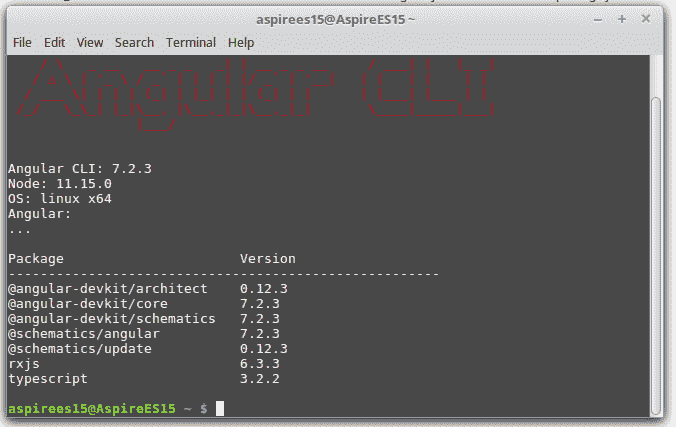 aspirees15@AspireES15 ~
File Edit View Search Terminal Help
Angular CLI
Angular CLI: 7.2.3
Node: 11.15.0
OS: linux x64
Angular:
...
Package Version
------------------------------------------------------
@angular-devkit/architect 0.12.3
@angular-devkit/core 7.2.3
@angular-devkit/schematics 7.2.3
@schematics/angular 7.2.3
@schematics/update 0.12.3
rxjs 6.3.3
typescript 3.2.2
aspirees15@AspireES15 ~ $